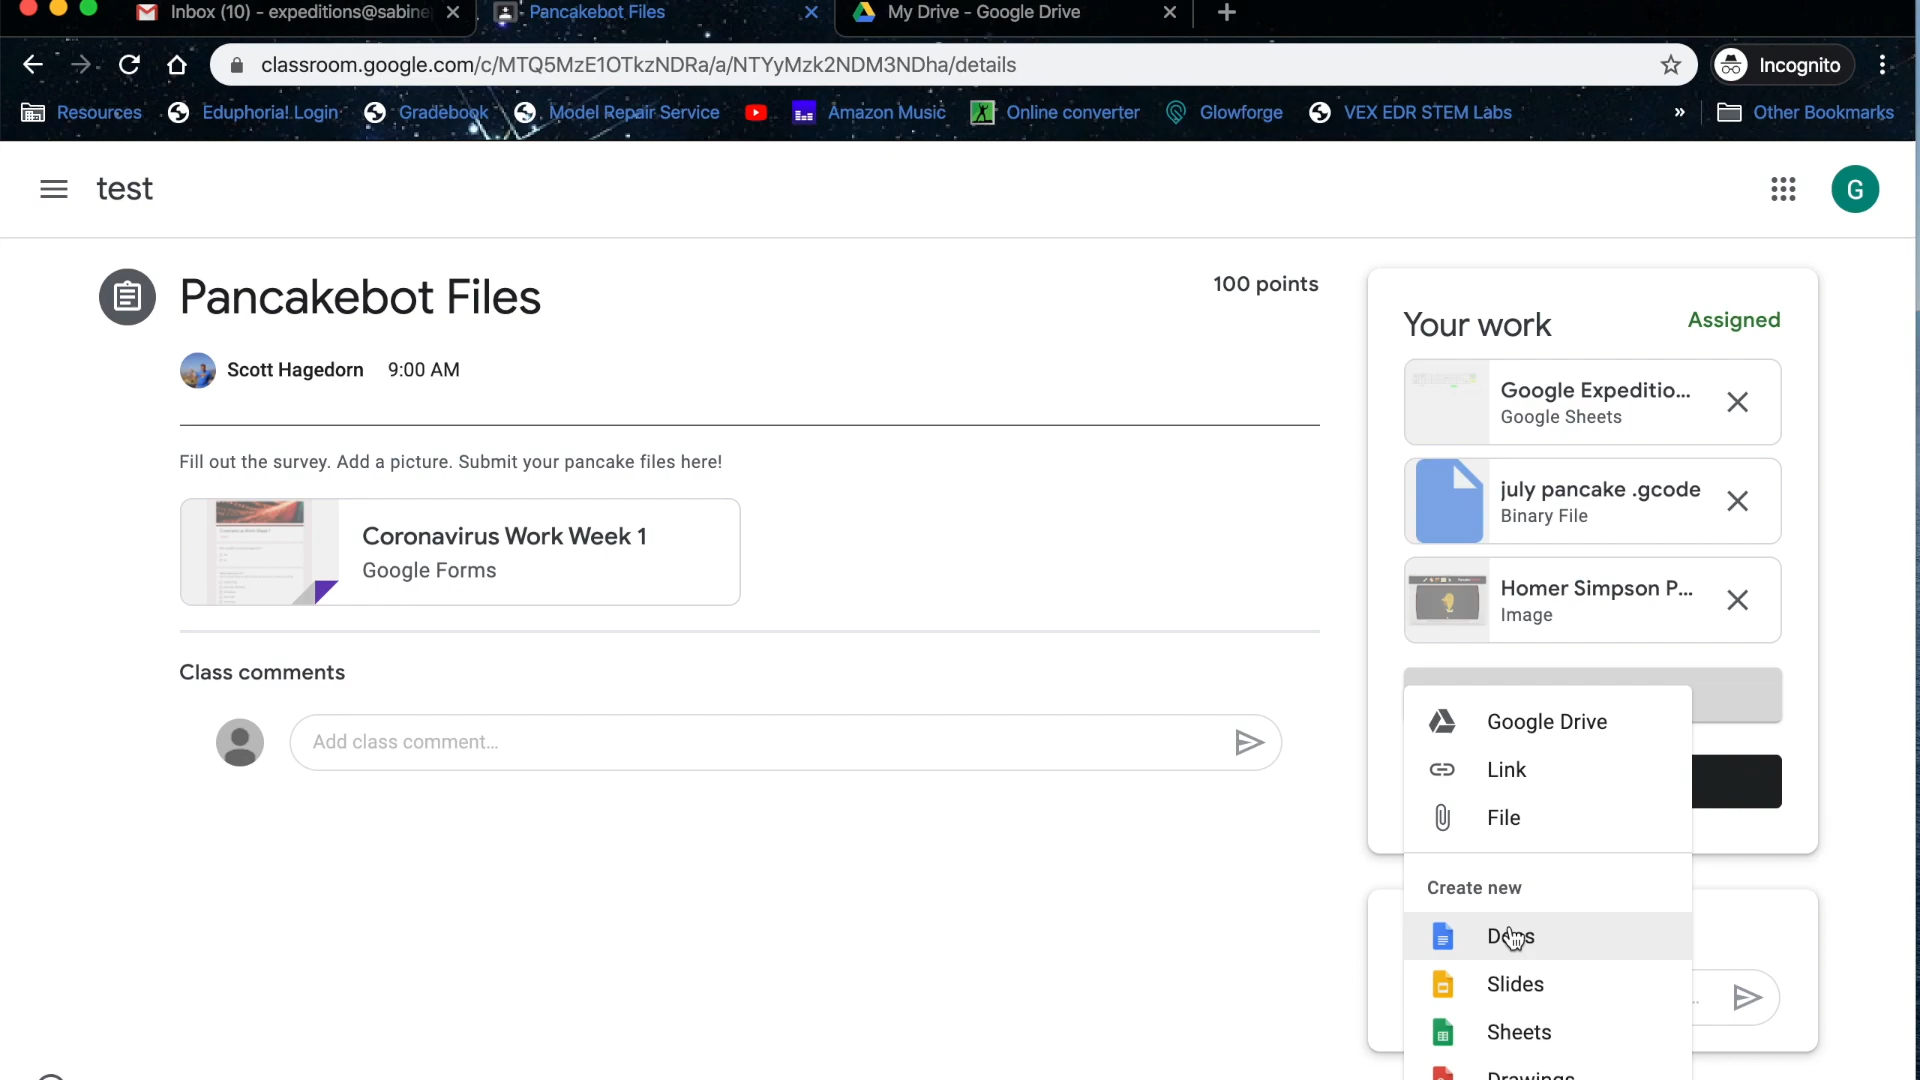 Inbox (10) - expeditions@sabine
Pancakebot Files
My Drive - Google Drive
classroom.google.com/c/MTQ5MzE1OTkzNDRa/a/NTYyMzk2NDM3NDha/details
Incognito
Resources
Eduphoria! Login
Gradebook
Model Repair Service
Amazon Music
Online converter
Glowforge
VEX EDR STEM Labs
»
Other Bookmarks
test
G
Pancakebot Files
100 points
Scott Hagedorn 9:00 AM
Fill out the survey. Add a picture. Submit your pancake files here!
Coronavirus Work Week 1
Google Forms
Class comments
Add class comment...
Your work
Assigned
Google Expeditio...
Google Sheets
july pancake .gcode
Binary File
Homer Simpson P...
Image
Google Drive
Link
File
Create new
Docs
Slides
Sheets
Drawings